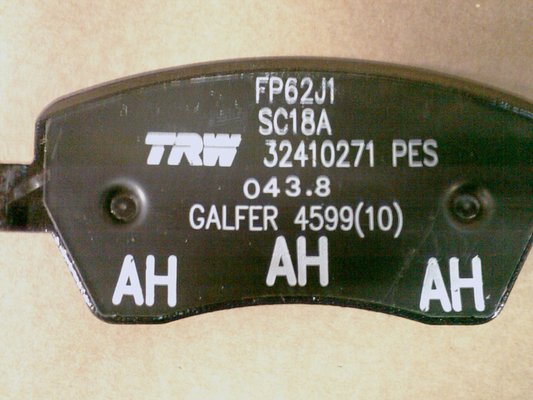 FP62J1
SC18A
TRW 32410271 PES
043.8
GALFER 4599(10)
AH AH AH